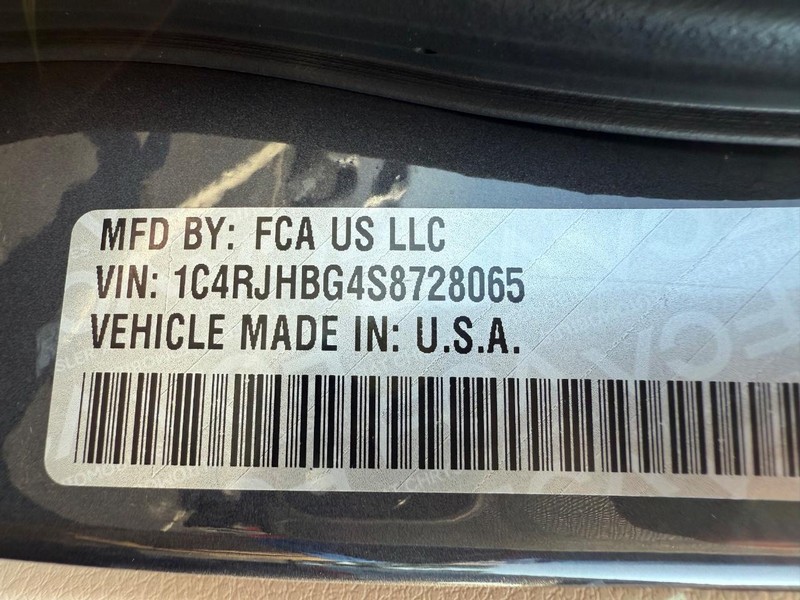 MFD BY: FCA US LLC
VIN: 1C4RJHBG4S8728065
VEHICLE MADE IN: U.S.A.